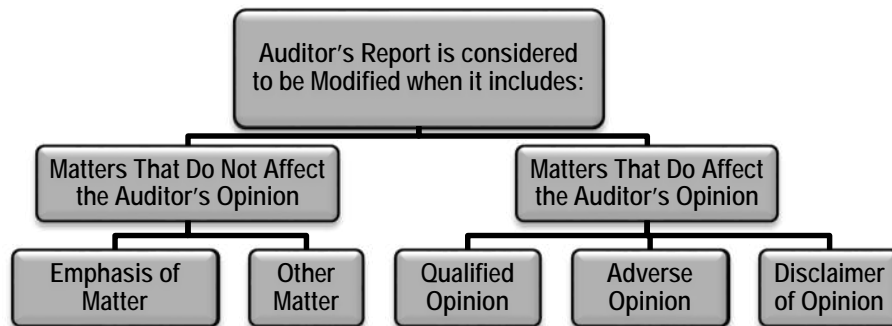 Auditor's Report is considered
to be Modified when it includes:
Matters That Do Not Affect
the Auditor's Opinion
Matters That Do Affect
the Auditor's Opinion
Emphasis of
Matter
Other
Matter
Qualified
Opinion
Adverse
Opinion
Disclaimer
of Opinion